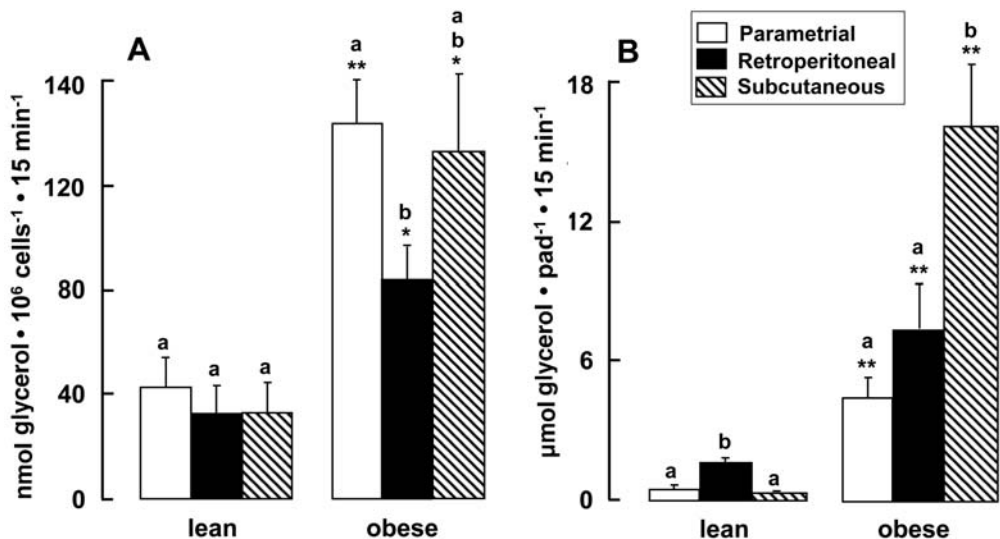 A
nmol glycerol • 10⁶ cells⁻¹ • 15 min⁻¹
140
120
80
40
0
a
a
a
a
**
b
*
a
b
*
lean
obese
B
Parametrial
Retroperitoneal
Subcutaneous
µmol glycerol • pad⁻¹ • 15 min⁻¹
18
12
6
0
a
b
a
a
**
a
**
b
**
lean
obese